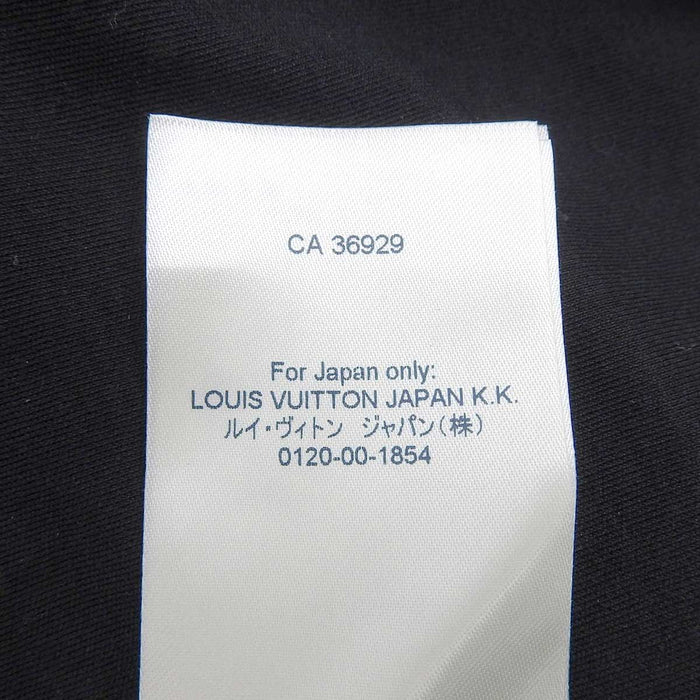 CA 36929
For Japan only:
LOUIS VUITTON JAPAN K.K.
ルイ・ヴィトン　ジャパン(株)
0120-00-1854